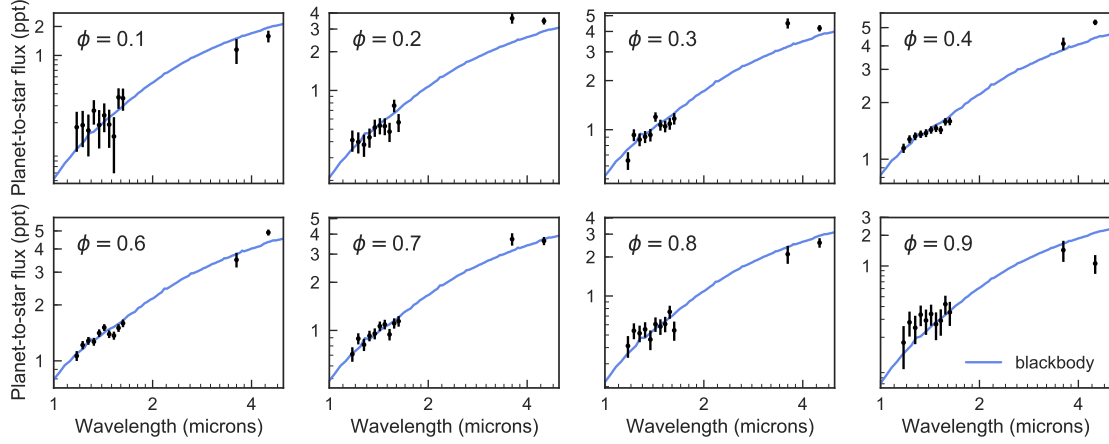 Planet-to-star flux (ppt)
ϕ = 0.1
ϕ = 0.2
ϕ = 0.3
ϕ = 0.4
2
1
4
3
2
1
5
4
3
2
1
6
5
4
3
2
1
Planet-to-star flux (ppt)
ϕ = 0.6
ϕ = 0.7
ϕ = 0.8
ϕ = 0.9
5
4
3
2
1
5
4
3
2
1
4
3
2
1
3
2
1
blackbody
1 2 4
1 2 4
1 2 4
1 2 4
Wavelength (microns)
Wavelength (microns)
Wavelength (microns)
Wavelength (microns)